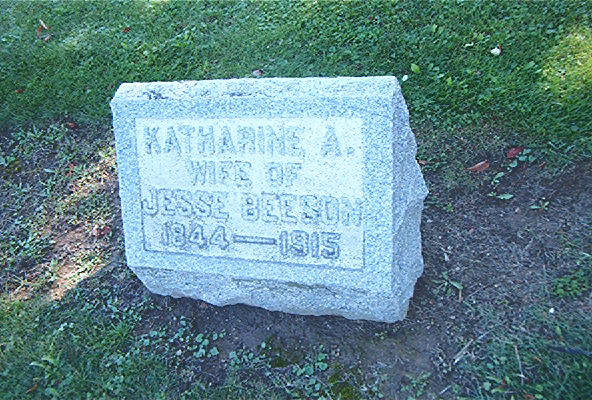 KATHARINE A.
WIFE OF
JESSE BEESON
1844—1915